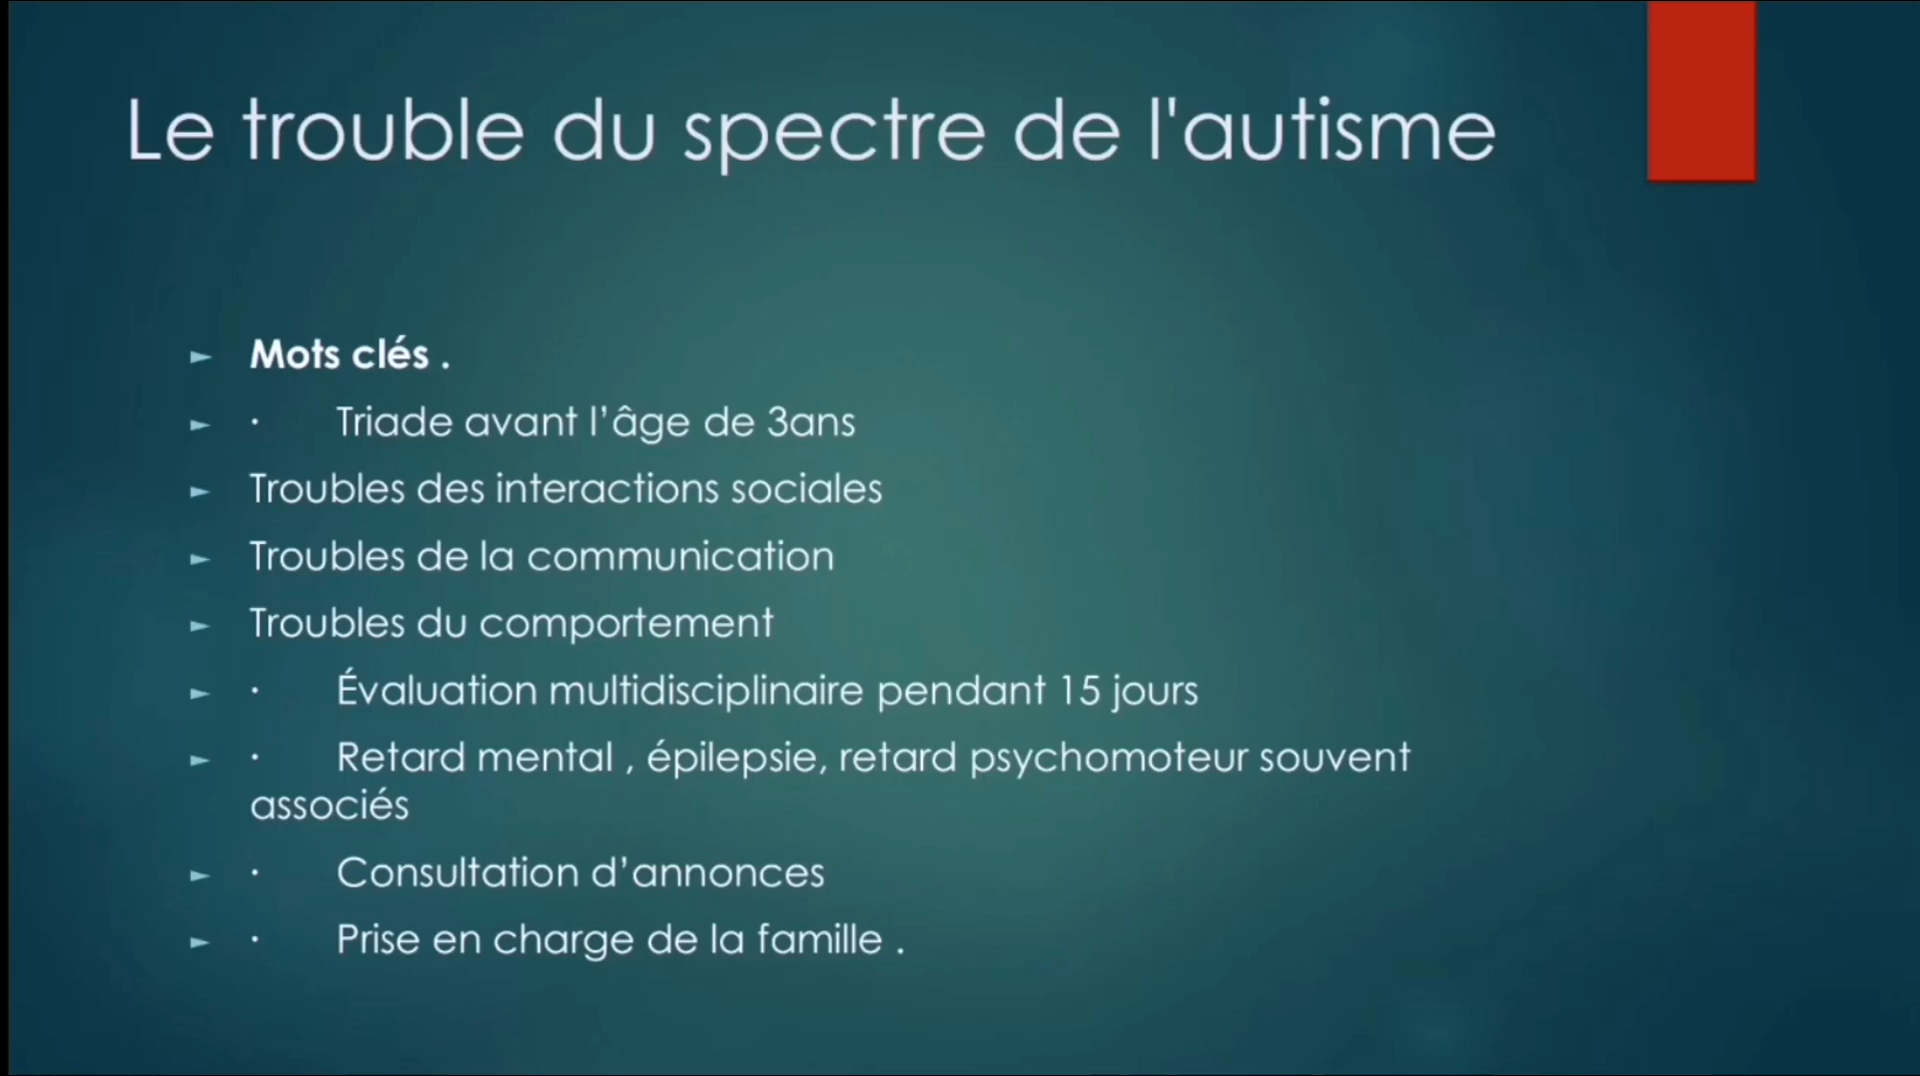 Le trouble du spectre de l'autisme
► Mots clés .
► · Triade avant l’âge de 3ans
► Troubles des interactions sociales
► Troubles de la communication
► Troubles du comportement
► · Évaluation multidisciplinaire pendant 15 jours
► · Retard mental , épilepsie, retard psychomoteur souvent
associés
► · Consultation d’annonces
► · Prise en charge de la famille .